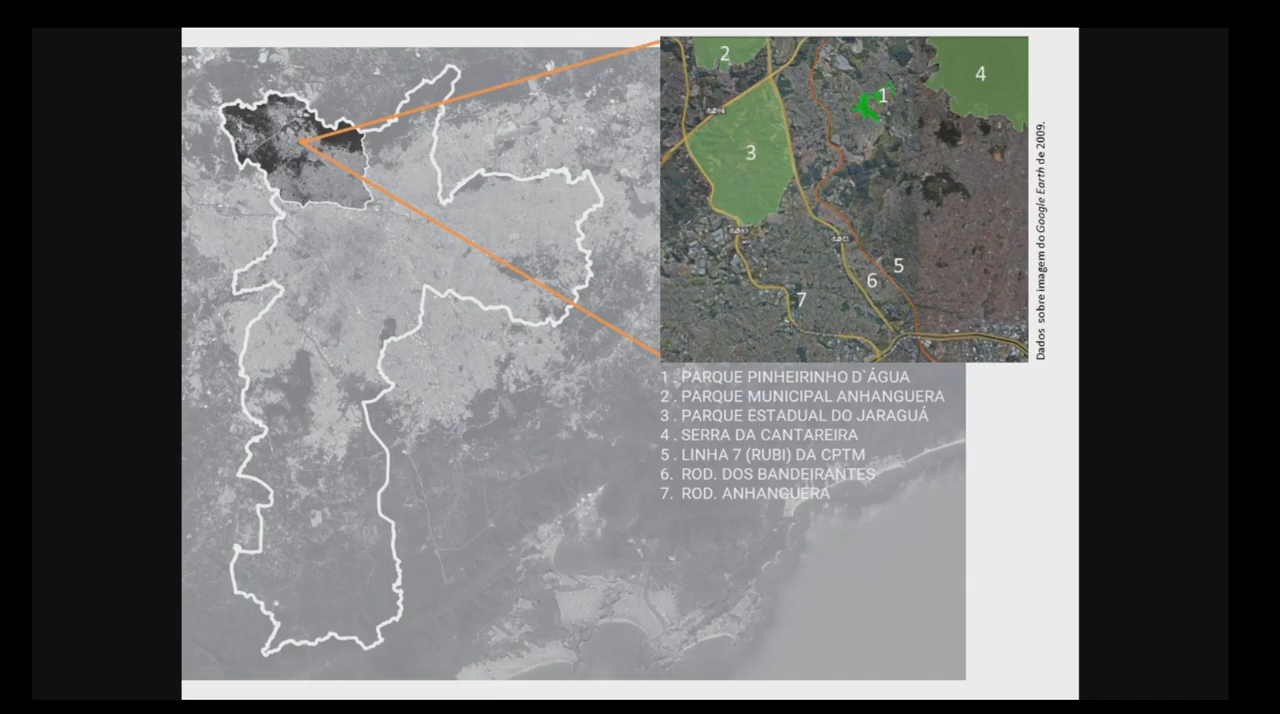 2
4
1
3
5
6
7
Dados sobre imagem do Google Earth de 2009.
1 . PARQUE PINHEIRINHO D`ÁGUA
2 . PARQUE MUNICIPAL ANHANGUERA
3 . PARQUE ESTADUAL DO JARAGUÁ
4 . SERRA DA CANTAREIRA
5 . LINHA 7 (RUBI) DA CPTM
6. ROD. DOS BANDEIRANTES
7. ROD. ANHANGUERA